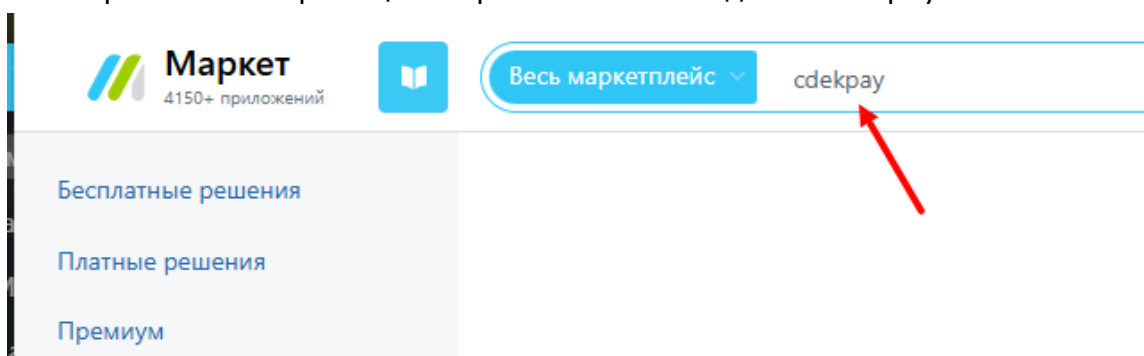 Маркет
4150+ приложений
Весь маркетплейс
cdekpay
Бесплатные решения
Платные решения
Премиум